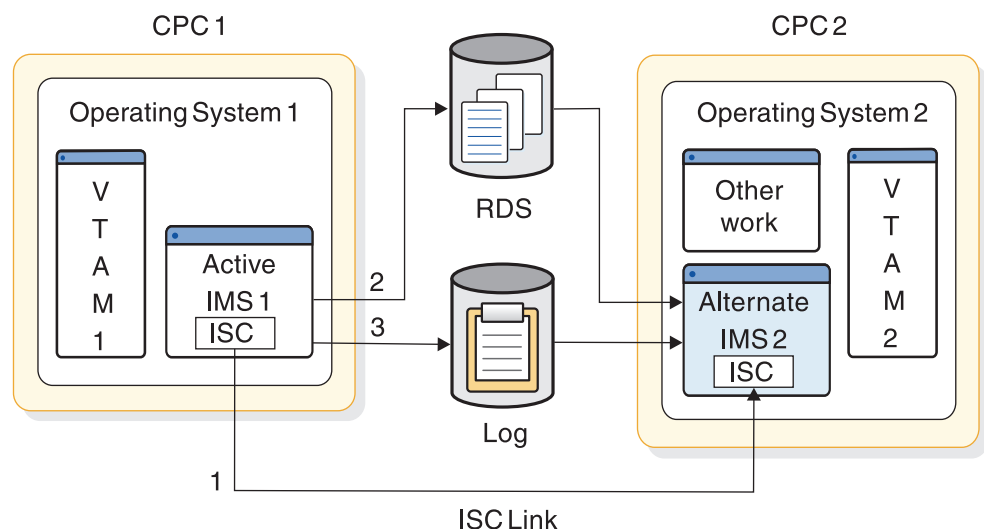 CPC 1
CPC 2
Operating System 1
V
T
A
M
1
Active
IMS 1
ISC
2
3
1
RDS
Log
ISC Link
Operating System 2
Other
work
Alternate
IMS 2
ISC
V
T
A
M
2